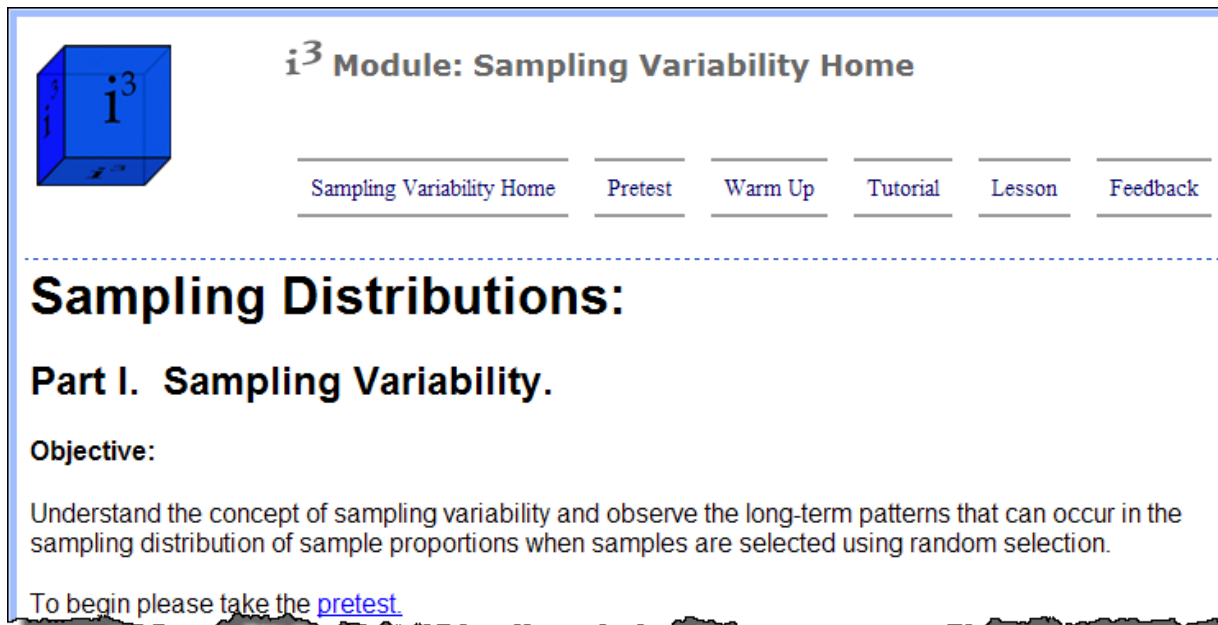 i³
i³
i³
i³ Module: Sampling Variability Home
Sampling Variability Home Pretest Warm Up Tutorial Lesson Feedback
Sampling Distributions:
Part I. Sampling Variability.
Objective:
Understand the concept of sampling variability and observe the long-term patterns that can occur in the
sampling distribution of sample proportions when samples are selected using random selection.
To begin please take the pretest.